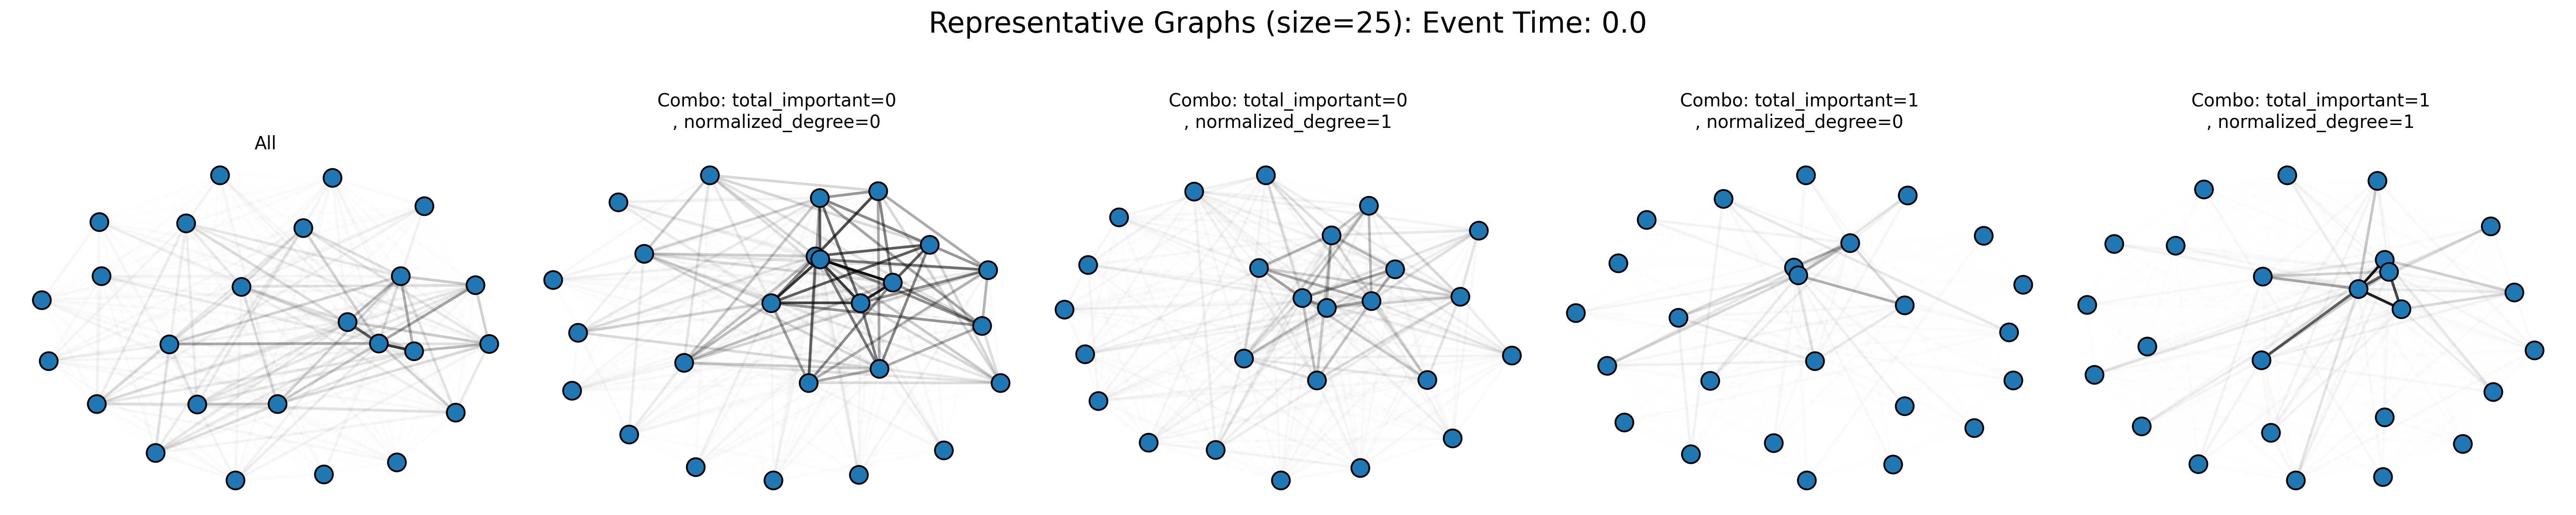 Representative Graphs (size=25): Event Time: 0.0
All
Combo: total_important=0
, normalized_degree=0
Combo: total_important=0
, normalized_degree=1
Combo: total_important=1
, normalized_degree=0
Combo: total_important=1
, normalized_degree=1